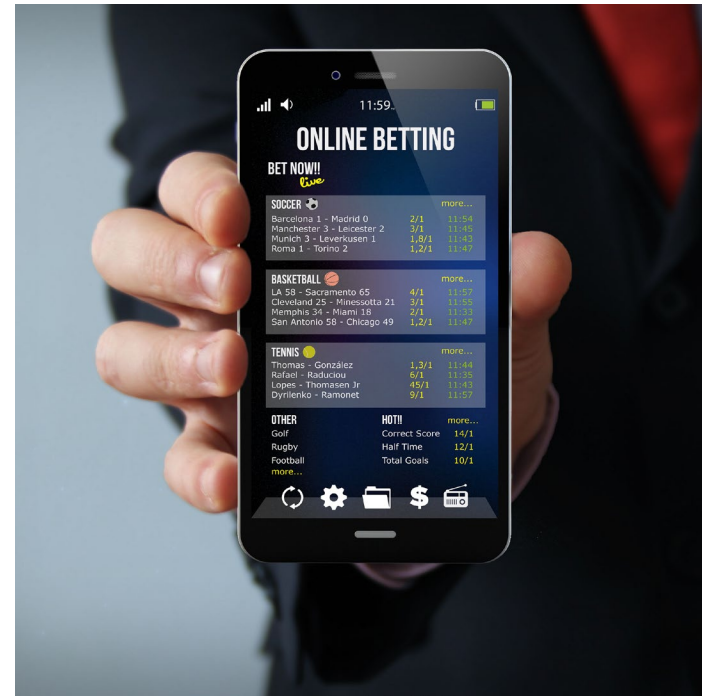 11:59
ONLINE BETTING
BET NOW!!
live
SOCCER more...
Barcelona 1 - Madrid 0 2/1 11:54
Manchester 3 - Leicester 2 3/1 11:45
Munich 3 - Leverkusen 1 1,8/1 11:43
Roma 1 - Torino 2 1,2/1 11:47
BASKETBALL more...
LA 58 - Sacramento 65 4/1 11:57
Cleveland 25 - Minessotta 21 3/1 11:55
Memphis 34 - Miami 18 2/1 11:33
San Antonio 58 - Chicago 49 1,2/1 11:47
TENNIS more...
Thomas - González 1,3/1 11:44
Rafael - Raduciou 6/1 11:35
Lopes - Thomasen Jr 45/1 11:43
Dyrilenko - Ramonet 9/1 11:57
OTHER HOT!! more...
Golf Correct Score 14/1
Rugby Half Time 12/1
Football Total Goals 10/1
more...
$